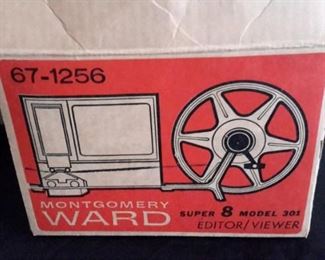 67-1256
MONTGOMERY
WARD
SUPER 8 MODEL 301
EDITOR/VIEWER